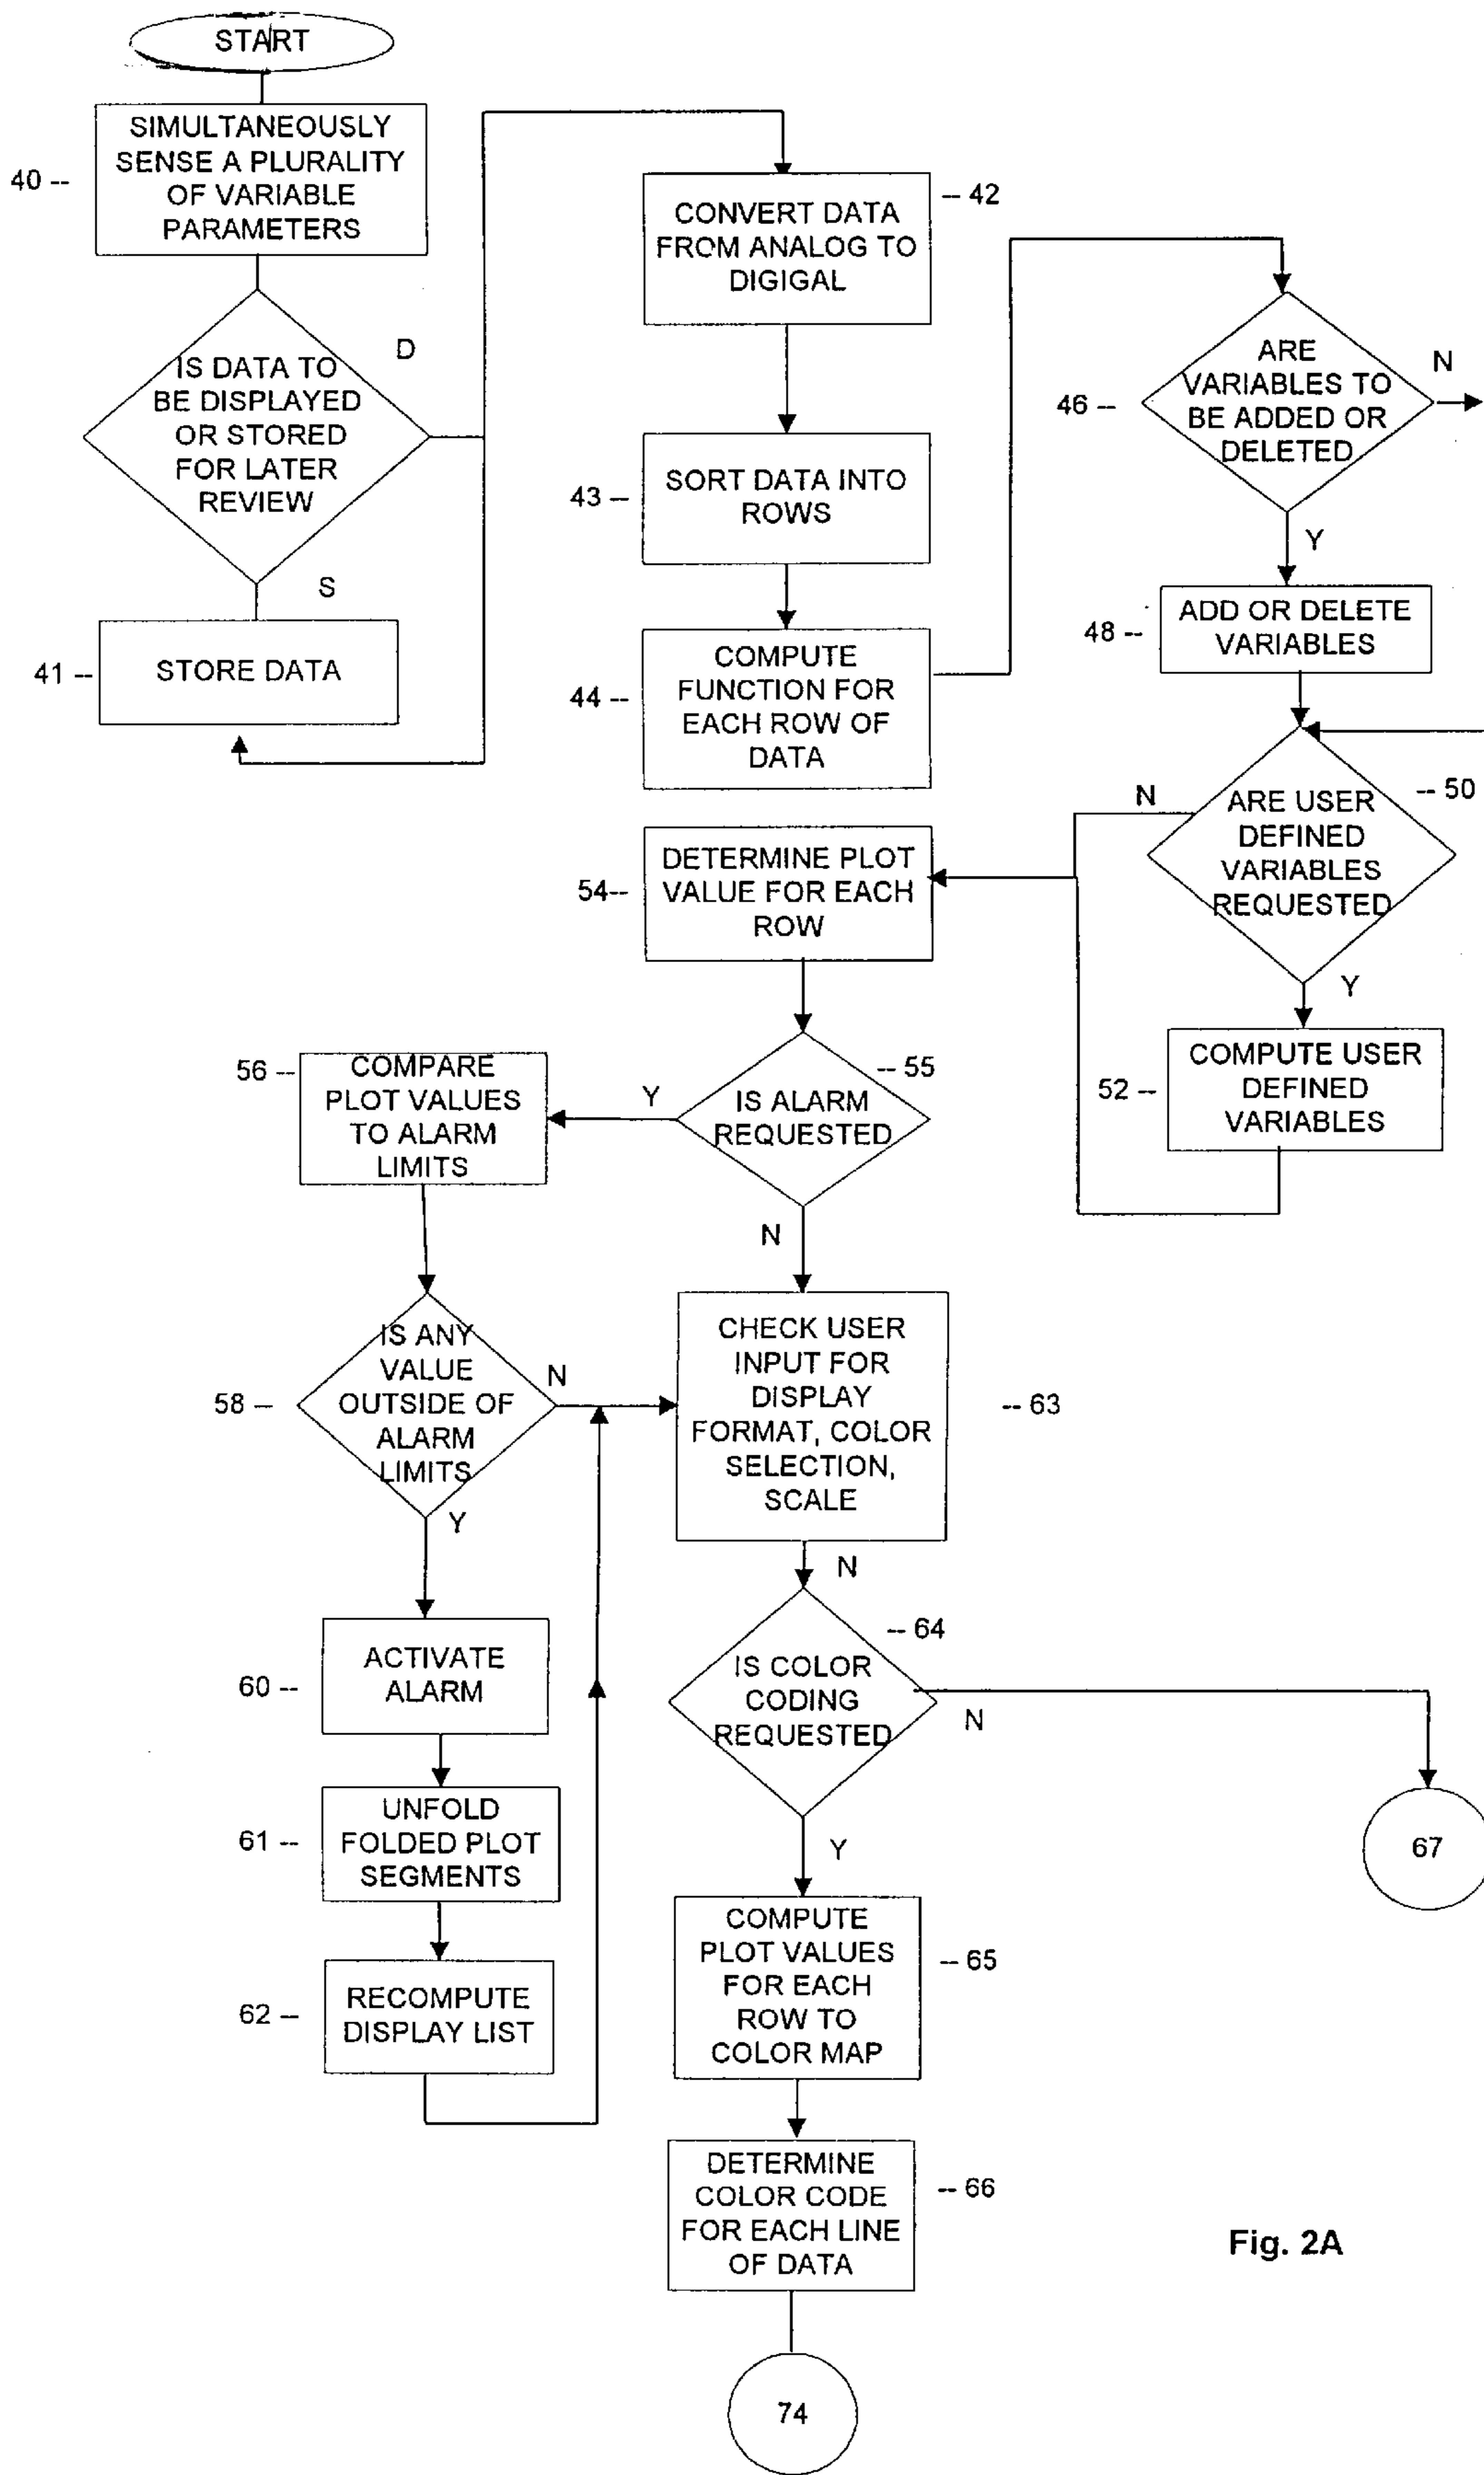 START
40 --
SIMULTANEOUSLY
SENSE A PLURALITY
OF VARIABLE
PARAMETERS
IS DATA TO
BE DISPLAYED
OR STORED
FOR LATER
REVIEW
D
S
41 --
STORE DATA
-- 42
CONVERT DATA
FROM ANALOG TO
DIGIGAL
43 --
SORT DATA INTO
ROWS
44 --
COMPUTE
FUNCTION FOR
EACH ROW OF
DATA
46 --
ARE
VARIABLES TO
BE ADDED OR
DELETED
N
Y
48 --
ADD OR DELETE
VARIABLES
-- 50
ARE USER
DEFINED
VARIABLES
REQUESTED
N
Y
52 --
COMPUTE USER
DEFINED
VARIABLES
54--
DETERMINE PLOT
VALUE FOR EACH
ROW
-- 55
IS ALARM
REQUESTED
Y
N
56 --
COMPARE
PLOT VALUES
TO ALARM
LIMITS
58 --
IS ANY
VALUE
OUTSIDE OF
ALARM
LIMITS
N
Y
60 --
ACTIVATE
ALARM
61 --
UNFOLD
FOLDED PLOT
SEGMENTS
62 --
RECOMPUTE
DISPLAY LIST
CHECK USER
INPUT FOR
DISPLAY
FORMAT, COLOR
SELECTION,
SCALE
-- 63
N
-- 64
IS COLOR
CODING
REQUESTED
N
67
Y
COMPUTE
PLOT VALUES
FOR EACH
ROW TO
COLOR MAP
-- 65
DETERMINE
COLOR CODE
FOR EACH LINE
OF DATA
-- 66
74
Fig. 2A